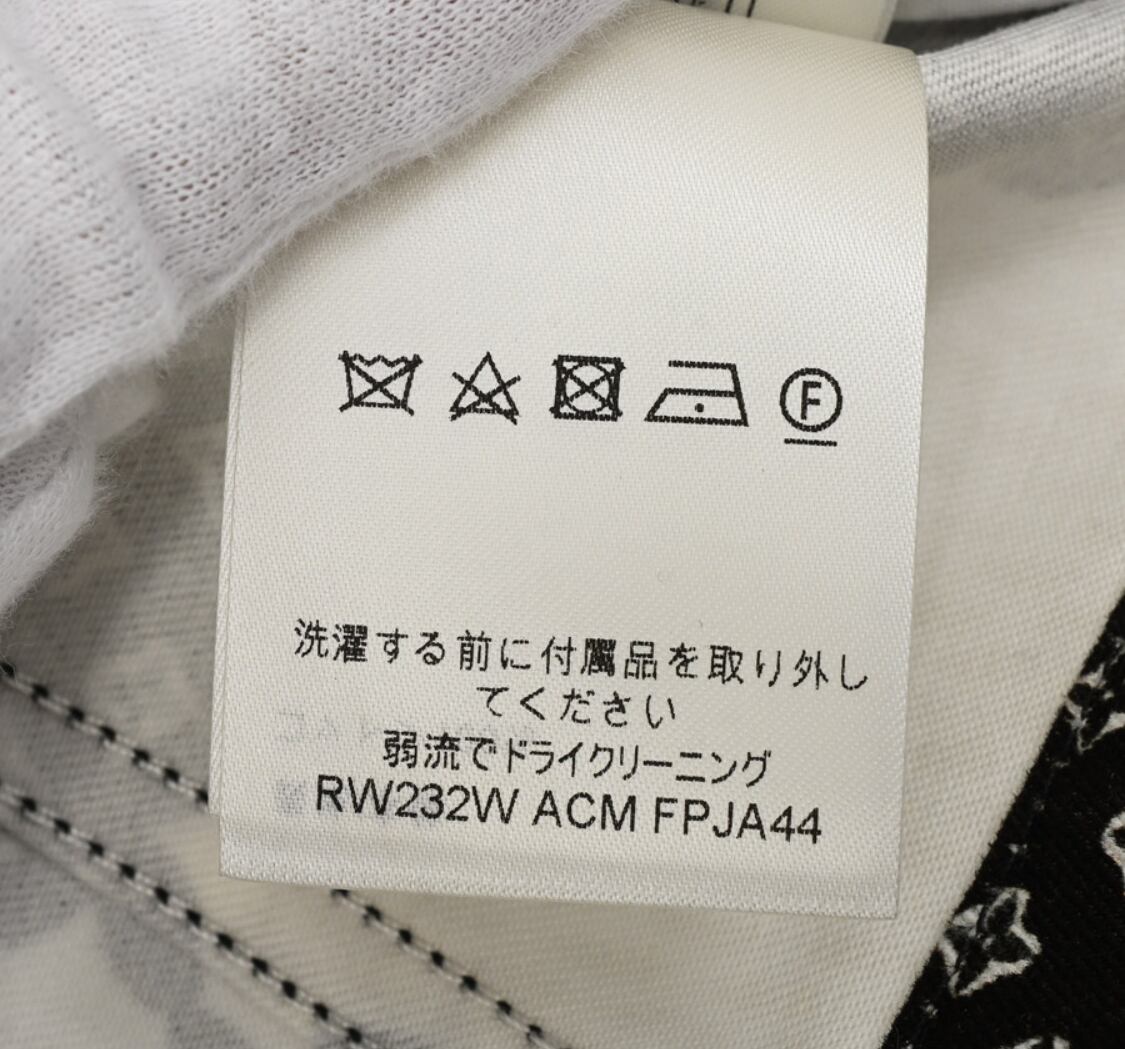 F
洗濯する前に付属品を取り外し
てください
弱流でドライクリーニング
RW232W ACM FPJA44